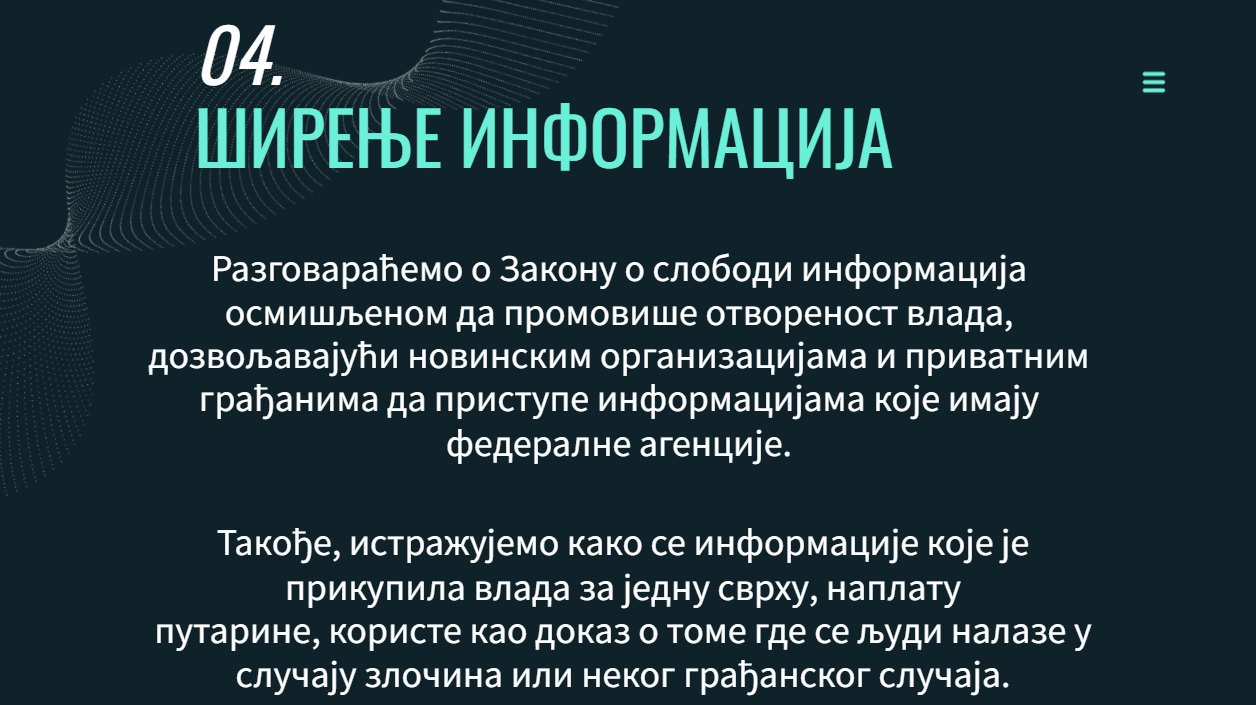 04.
ШИРЕЊЕ ИНФОРМАЦИЈА
Разговараћемо о Закону о слободи информација
осмишљеном да промовише отвореност влада,
дозвољавајући новинским организацијама и приватним
грађанима да приступе информацијама које имају
федералне агенције.
Такође, истражујемо како се информације које је
прикупила влада за једну сврху, наплату
путарине, користе као доказ о томе где се људи налазе у
случају злочина или неког грађанског случаја.